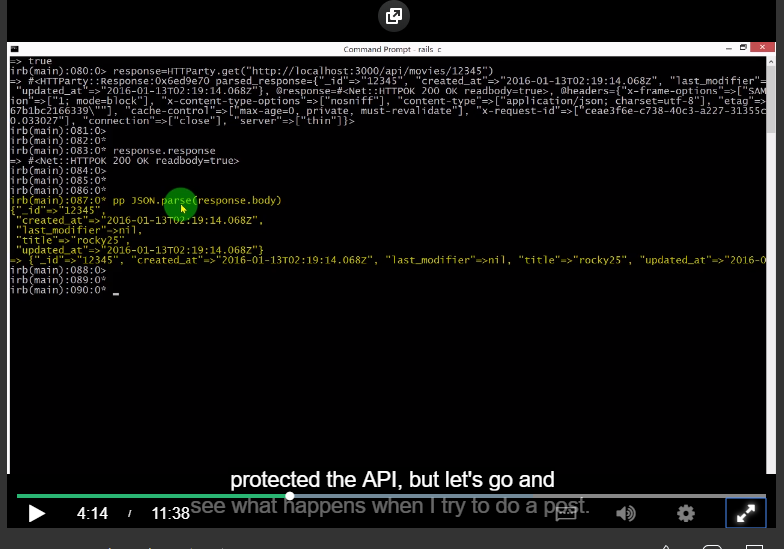 Command Prompt - rails c
=> true
irb(main):080:0> response=HTTParty.get("http://localhost:3000/api/movies/12345")
=> #<HTTParty::Response:0x6ed9e70 parsed_response={"_id"=>"12345", "created_at"=>"2016-01-13T02:19:14.068Z", "last_modifier"=
"updated_at"=>"2016-01-13T02:19:14.068Z"}, @response=#<Net::HTTPOK 200 OK readbody=true>, @headers={"x-frame-options"=>["SAM
ion"=>["1; mode=block"], "x-content-type-options"=>["nosniff"], "content-type"=>["application/json; charset=utf-8"], "etag"=>
67b1bc2166339\""], "cache-control"=>["max-age=0, private, must-revalidate"], "x-request-id"=>["ceae3f6e-c738-40c3-a227-31355c
0.033027"], "connection"=>["close"], "server"=>["thin"]}>
irb(main):081:0>
irb(main):082:0*
irb(main):083:0* response.response
=> #<Net::HTTPOK 200 OK readbody=true>
irb(main):084:0>
irb(main):085:0*
irb(main):086:0*
irb(main):087:0* pp JSON.parse(response.body)
{"_id"=>"12345",
"created_at"=>"2016-01-13T02:19:14.068Z",
"last_modifier"=>nil,
"title"=>"rocky25",
"updated_at"=>"2016-01-13T02:19:14.068Z"}
=> {"_id"=>"12345", "created_at"=>"2016-01-13T02:19:14.068Z", "last_modifier"=>nil, "title"=>"rocky25", "updated_at"=>"2016-0
irb(main):088:0>
irb(main):089:0*
irb(main):090:0* _
protected the API, but let's go and
see what happens when I try to do a post.
4:14 / 11:38